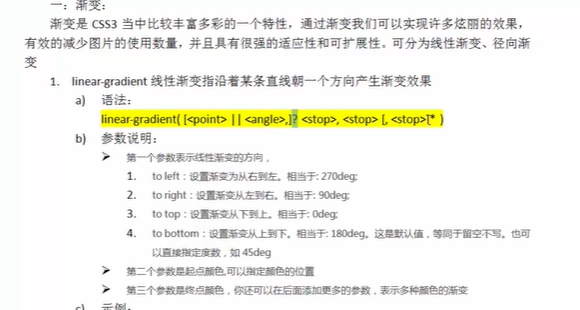 一：渐变：
渐变是 CSS3 当中比较丰富多彩的一个特性，通过渐变我们可以实现许多炫丽的效果，
有效的减少图片的使用数量，并且具有很强的适应性和可扩展性。可分为线性渐变、径向渐
变
1. linear-gradient 线性渐变指沿着某条直线朝一个方向产生渐变效果
a) 语法：
linear-gradient( [<point> || <angle>,]? <stop>, <stop> [, <stop>]* )
b) 参数说明：
➢ 第一个参数表示线性渐变的方向，
1. to left：设置渐变为从右到左。相当于: 270deg;
2. to right：设置渐变从左到右。相当于: 90deg;
3. to top：设置渐变从下到上。相当于: 0deg;
4. to bottom：设置渐变从上到下。相当于: 180deg。这是默认值，等同于留空不写。也可
以直接指定度数，如 45deg
➢ 第二个参数是起点颜色,可以指定颜色的位置
➢ 第三个参数是终点颜色，你还可以在后面添加更多的参数，表示多种颜色的渐变
c) 示例：